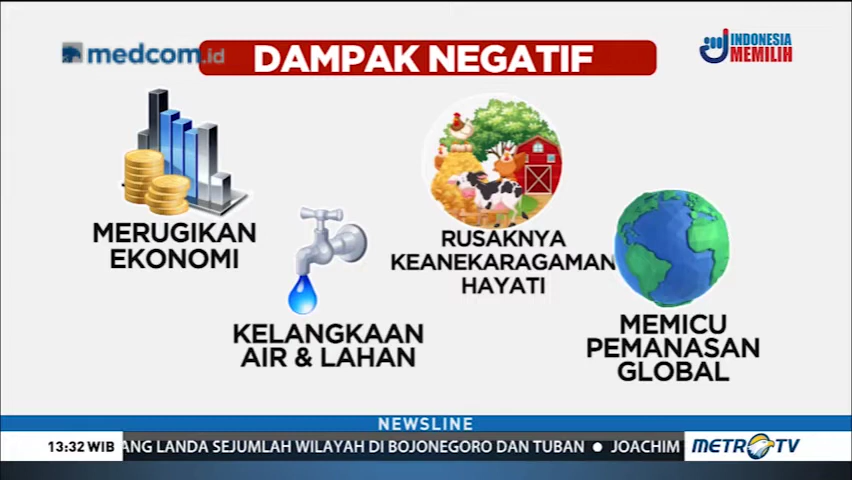 medcom.id
DAMPAK NEGATIF
INDONESIA
MEMILIH
MERUGIKAN
EKONOMI
KELANGKAAN
AIR & LAHAN
RUSAKNYA
KEANEKARAGAMAN
HAYATI
MEMICU
PEMANASAN
GLOBAL
NEWSLINE
13:32 WIB
ANG LANDA SEJUMLAH WILAYAH DI BOJONEGORO DAN TUBAN ● JOACHIM
METRO TV